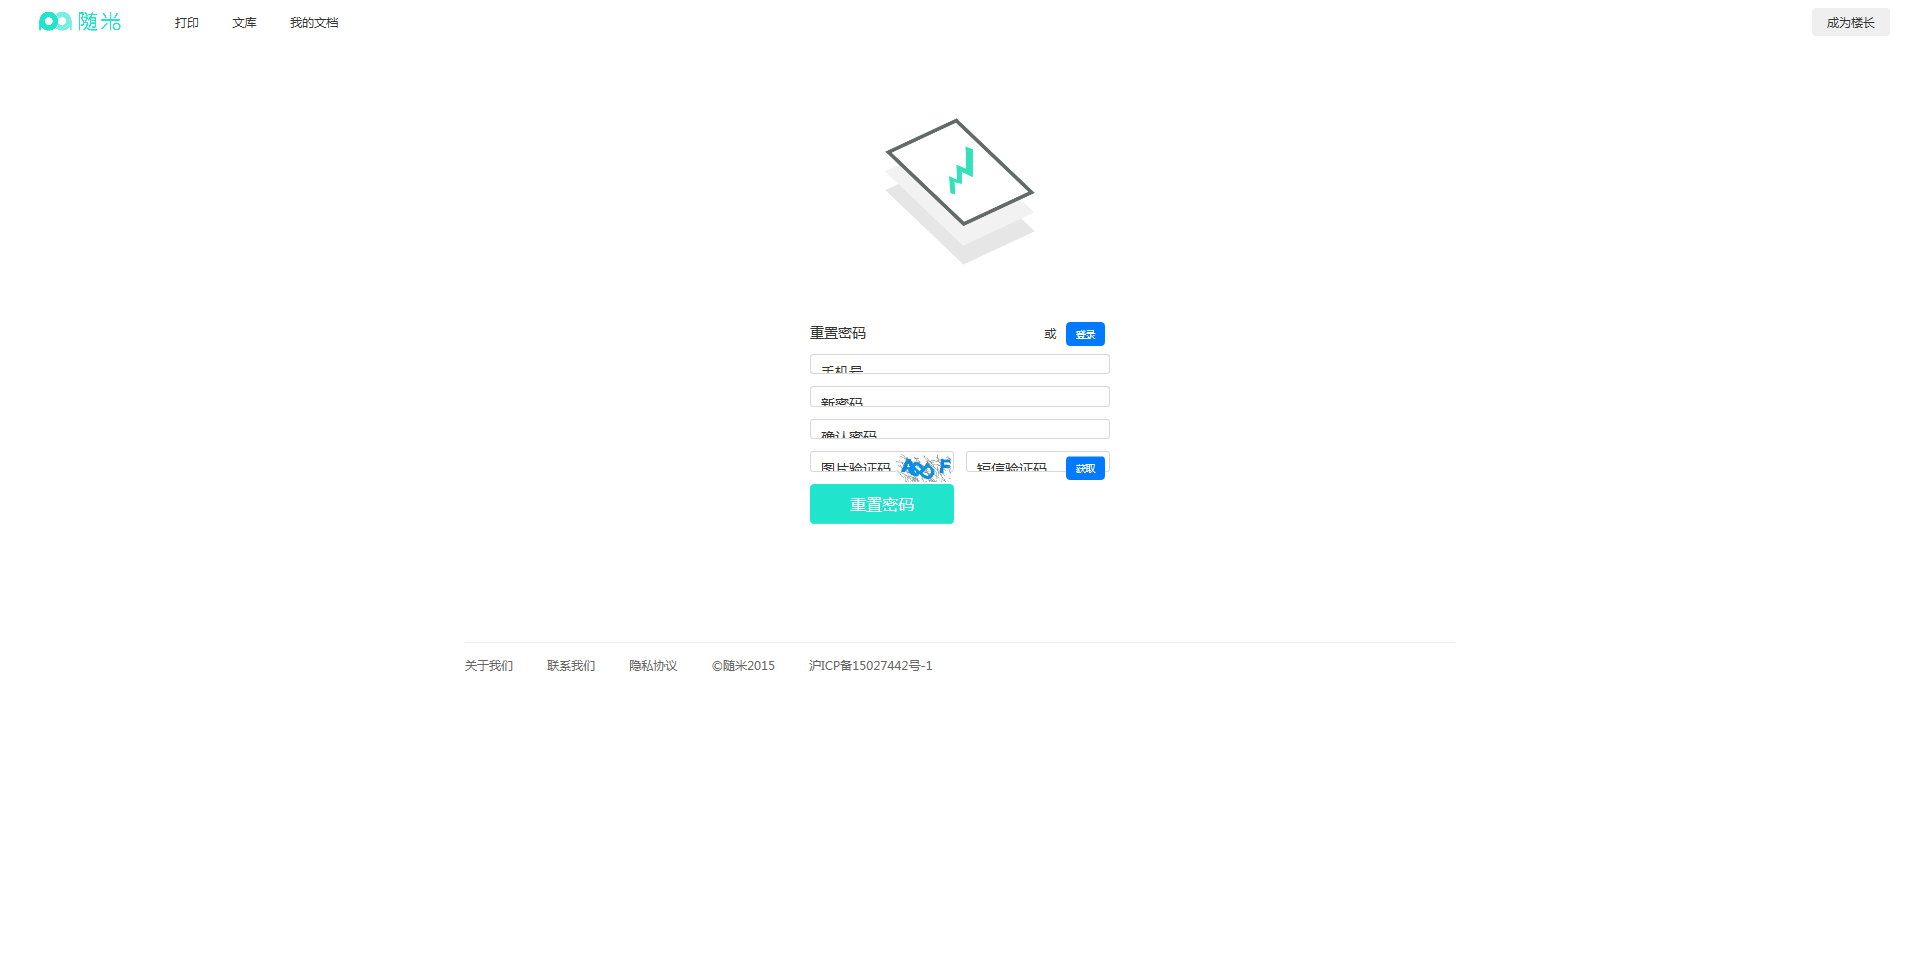 随米 打印 文库 我的文档 成为楼长
重置密码 或 登录
手机号
新密码
确认密码
图片验证码 短信验证码 获取
重置密码
关于我们 联系我们 隐私协议 ©随米2015 沪ICP备15027442号-1